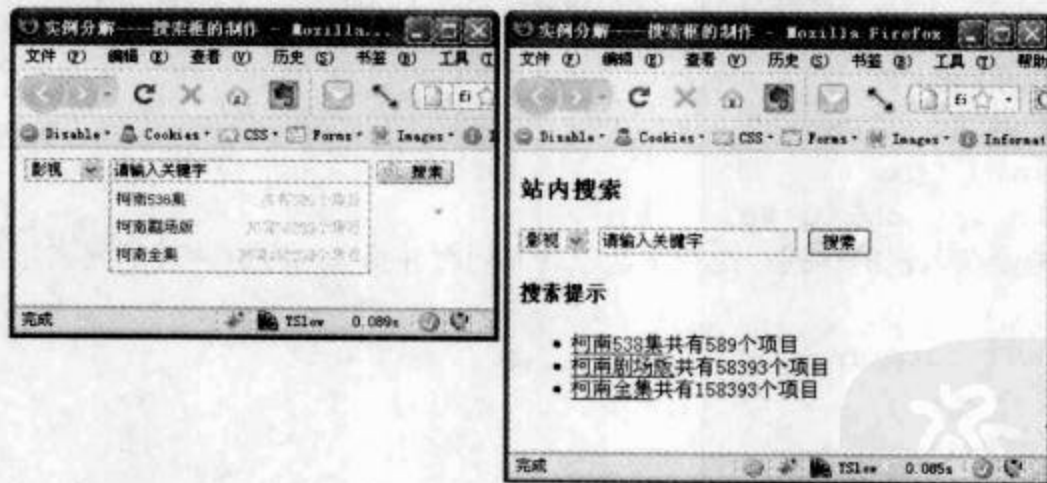 实例分解----搜索框的制作 - Mozilla...
文件(F) 编辑(E) 查看(V) 历史(S) 书签(B) 工具(T
Disable Cookies CSS Forms Images
影视 请输入关键字 搜索
柯南536集
柯南剧场版
柯南全集
完成 YSlow 0.089s
实例分解----搜索框的制作 - Mozilla Firefox
文件(F) 编辑(E) 查看(V) 历史(S) 书签(B) 工具(T) 帮助
Disable Cookies CSS Forms Images Informat
站内搜索
影视 请输入关键字 搜索
搜索提示
柯南538集共有589个项目
柯南剧场版共有58393个项目
柯南全集共有158393个项目
完成 YSlow 0.085s